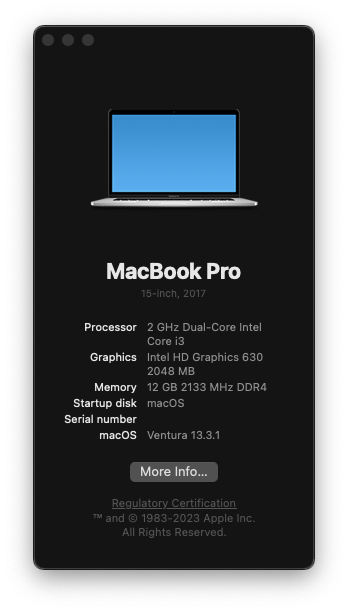 MacBook Pro
15-inch, 2017
Processor 2 GHz Dual-Core Intel
Core i3
Graphics Intel HD Graphics 630
2048 MB
Memory 12 GB 2133 MHz DDR4
Startup disk macOS
Serial number
macOS Ventura 13.3.1
More Info...
Regulatory Certification
™ and © 1983-2023 Apple Inc.
All Rights Reserved.